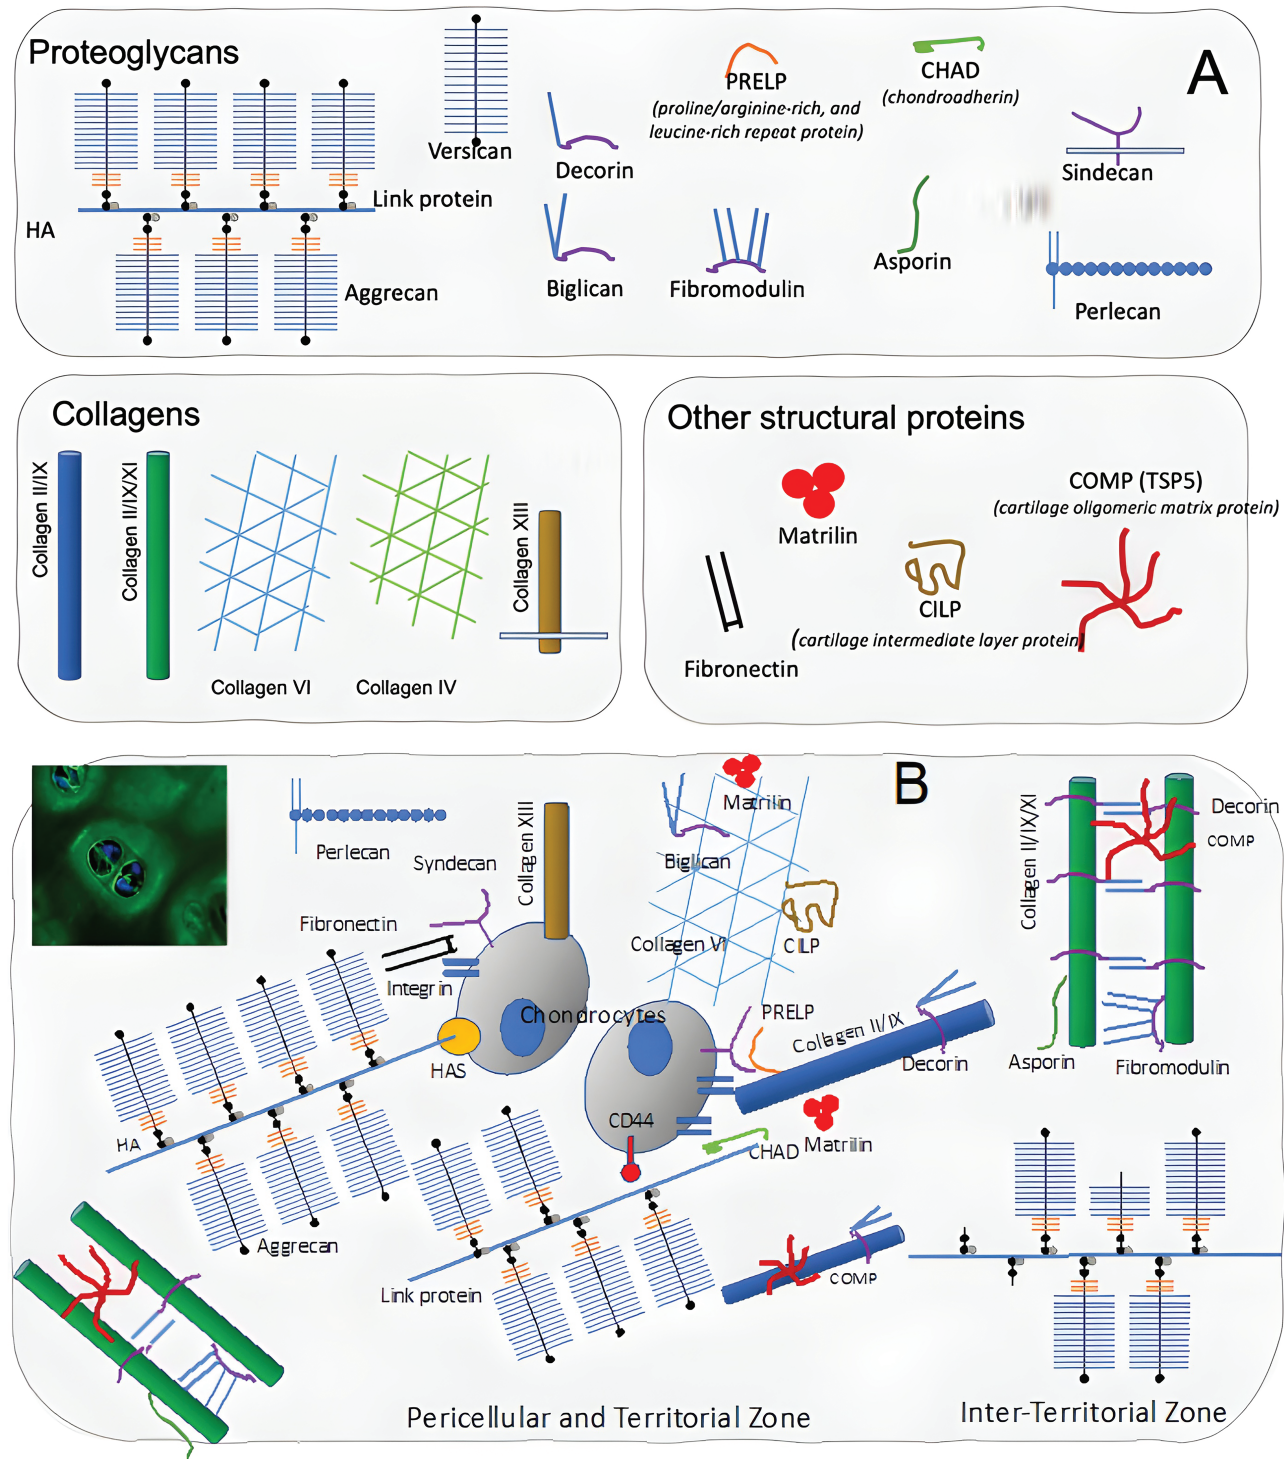 Proteoglycans
A
Versican
Link protein
HA
Aggrecan
Decorin
Biglican
PRELP
(proline/arginine-rich, and
leucine-rich repeat protein)
Fibromodulin
CHAD
(chondroadherin)
Asporin
Sindecan
Perlecan
Collagens
Collagen II/IX
Collagen II/IX/XI
Collagen VI
Collagen IV
Collagen XIII
Other structural proteins
Matrilin
Fibronectin
CILP
(cartilage intermediate layer protein)
COMP (TSP5)
(cartilage oligomeric matrix protein)
B
Perlecan
Syndecan
Collagen XIII
Fibronectin
Integrin
Chondrocytes
HAS
HA
Aggrecan
Matrilin
Biglican
Collagen VI
CILP
PRELP
Collagen II/IX
Decorin
CD44
CHAD
Matrilin
Link protein
COMP
Collagen II/IX/XI
Decorin
COMP
Asporin
Fibromodulin
Pericellular and Territorial Zone
Inter-Territorial Zone